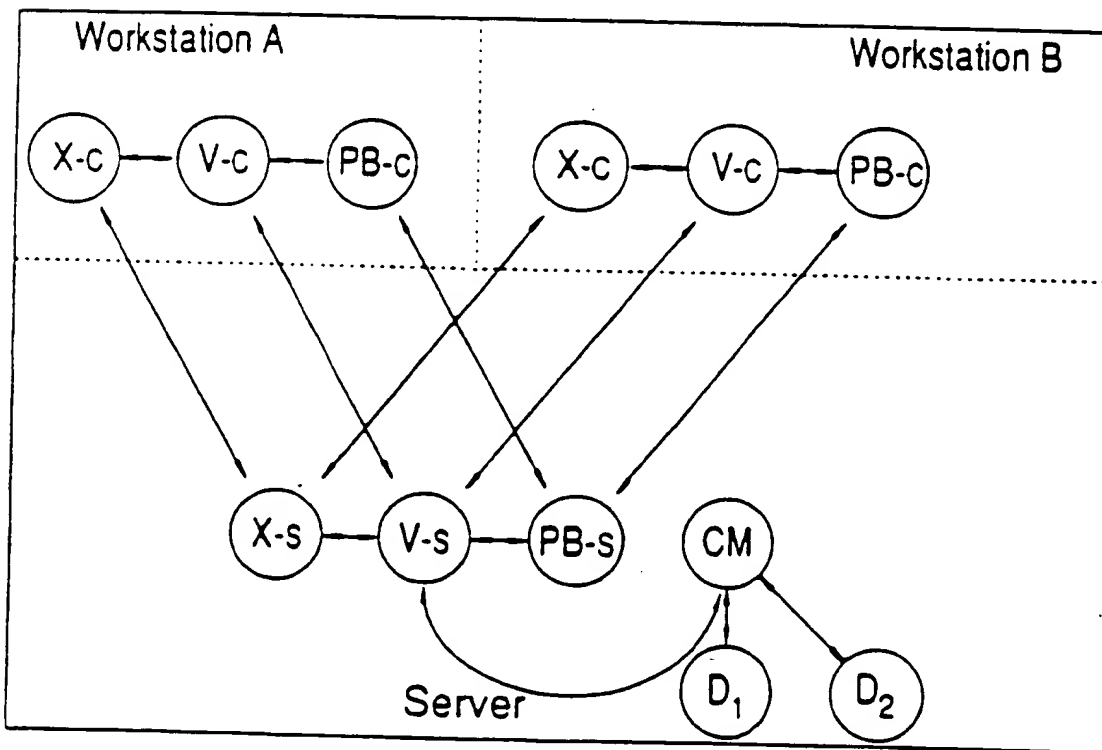 Workstation A
Workstation B
X-c
V-c
PB-c
X-c
V-c
PB-c
X-s
V-s
PB-s
CM
Server
D1
D2